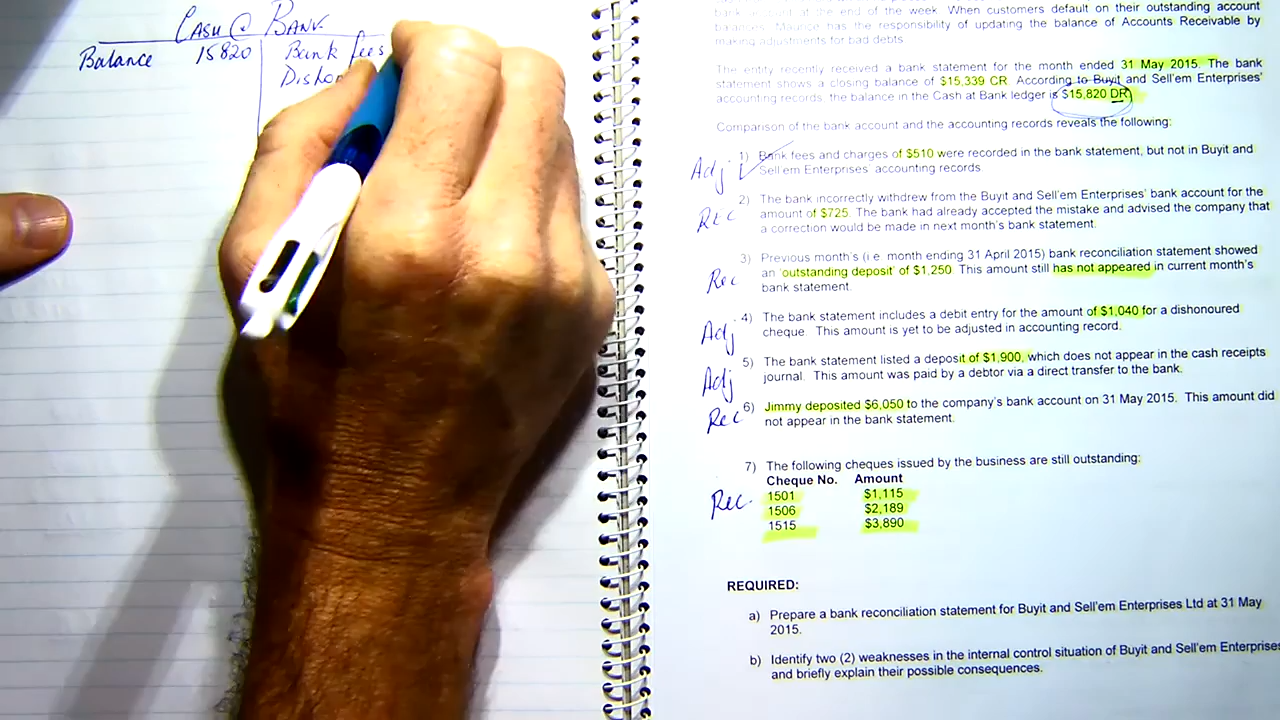 Cash @ Bank
Balance 15820 Bank fees
Dishon
bank account at the end of the week. When customers default on their outstanding account
balances, Maurice has the responsibility of updating the balance of Accounts Receivable by
making adjustments for bad debts.
The entity recently received a bank statement for the month ended 31 May 2015. The bank
statement shows a closing balance of $15,339 CR. According to Buyit and Sell'em Enterprises'
accounting records, the balance in the Cash at Bank ledger is $15,820 DR.
Comparison of the bank account and the accounting records reveals the following:
Adj 1) Bank fees and charges of $510 were recorded in the bank statement, but not in Buyit and
Sell'em Enterprises' accounting records.
Rec 2) The bank incorrectly withdrew from the Buyit and Sell'em Enterprises' bank account for the
amount of $725. The bank had already accepted the mistake and advised the company that
a correction would be made in next month's bank statement.
Rec 3) Previous month's (i.e. month ending 31 April 2015) bank reconciliation statement showed
an 'outstanding deposit' of $1,250. This amount still has not appeared in current month's
bank statement.
Adj 4) The bank statement includes a debit entry for the amount of $1,040 for a dishonoured
cheque. This amount is yet to be adjusted in accounting record.
Adj 5) The bank statement listed a deposit of $1,900, which does not appear in the cash receipts
journal. This amount was paid by a debtor via a direct transfer to the bank.
Rec 6) Jimmy deposited $6,050 to the company's bank account on 31 May 2015. This amount did
not appear in the bank statement.
7) The following cheques issued by the business are still outstanding:
Cheque No. Amount
Rec. 1501 $1,115
1506 $2,189
1515 $3,890
REQUIRED:
a) Prepare a bank reconciliation statement for Buyit and Sell'em Enterprises Ltd at 31 May
2015.
b) Identify two (2) weaknesses in the internal control situation of Buyit and Sell'em Enterprises
and briefly explain their possible consequences.